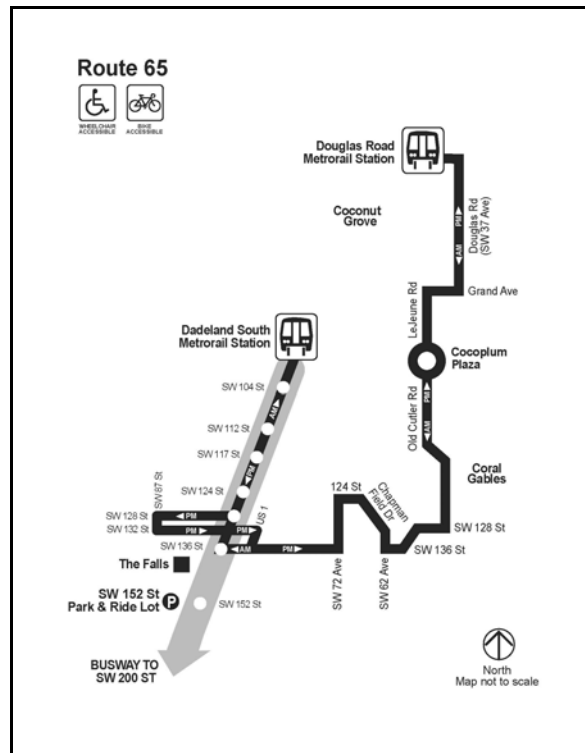 Route 65
WHEELCHAIR
ACCESSIBLE
BIKE
ACCESSIBLE
Douglas Road
Metrorail Station
Coconut
Grove
PM
AM
Douglas Rd
(SW 37 Ave)
Grand Ave
LeJeune Rd
Dadeland South
Metrorail Station
Cocoplum
Plaza
SW 104 St
AM
PM
AM
Old Cutler Rd
SW 112 St
SW 117 St
PM
Coral
Gables
SW 87 St
SW 124 St
124 St
Chapman
Field Dr
US 1
SW 128 St
PM
SW 132 St
PM
PM
SW 128 St
SW 136 St
AM
PM
SW 136 St
The Falls
SW 72 Ave
SW 62 Ave
SW 152 St
Park & Ride Lot
P
SW 152 St
BUSWAY TO
SW 200 ST
North
Map not to scale